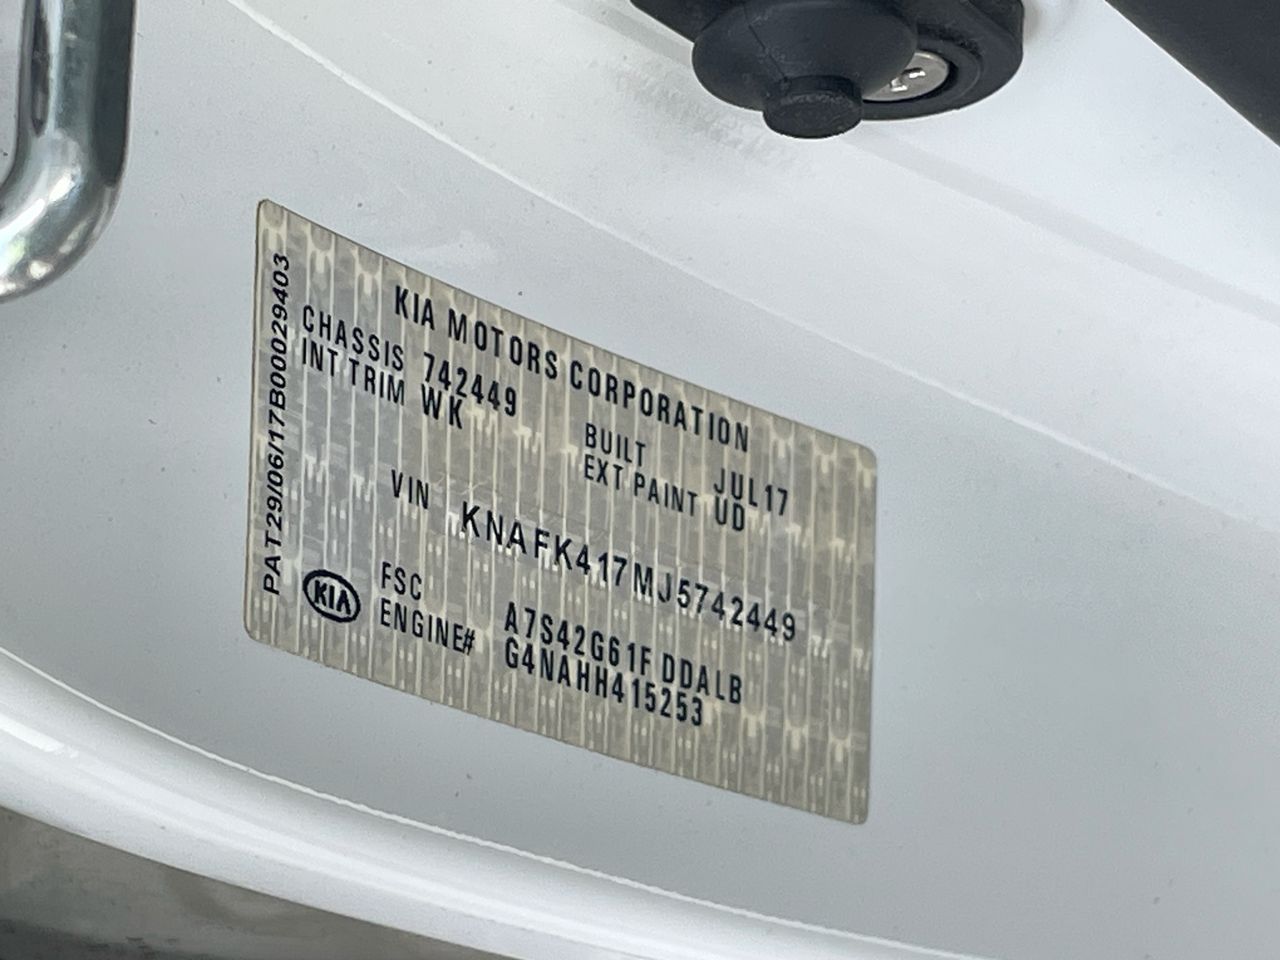 KIA MOTORS CORPORATION
CHASSIS 742449
INT TRIM WK
BUILT JUL17
EXT PAINT UD
VIN KNAFK417MJ5742449
KIA
FSC A7S42G61F DDALB
ENGINE# G4NAHH415253
PAT29/06/17B00029403